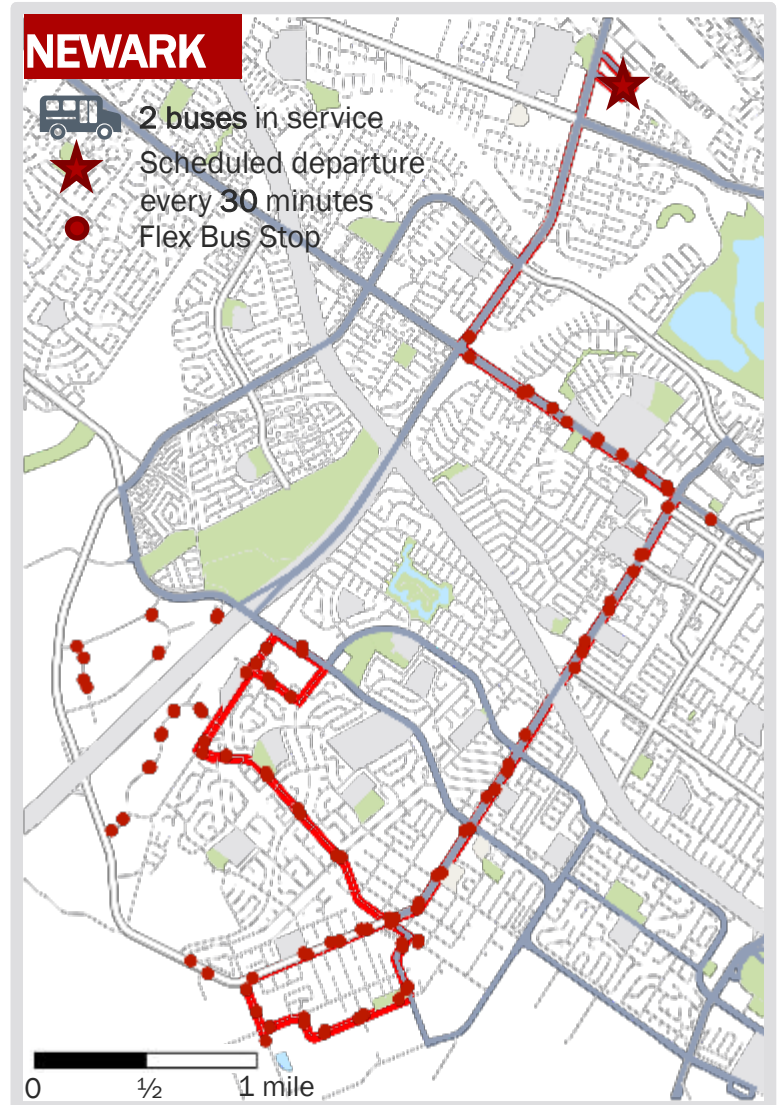 NEWARK
2 buses in service
Scheduled departure
every 30 minutes
Flex Bus Stop
0 ½ 1 mile